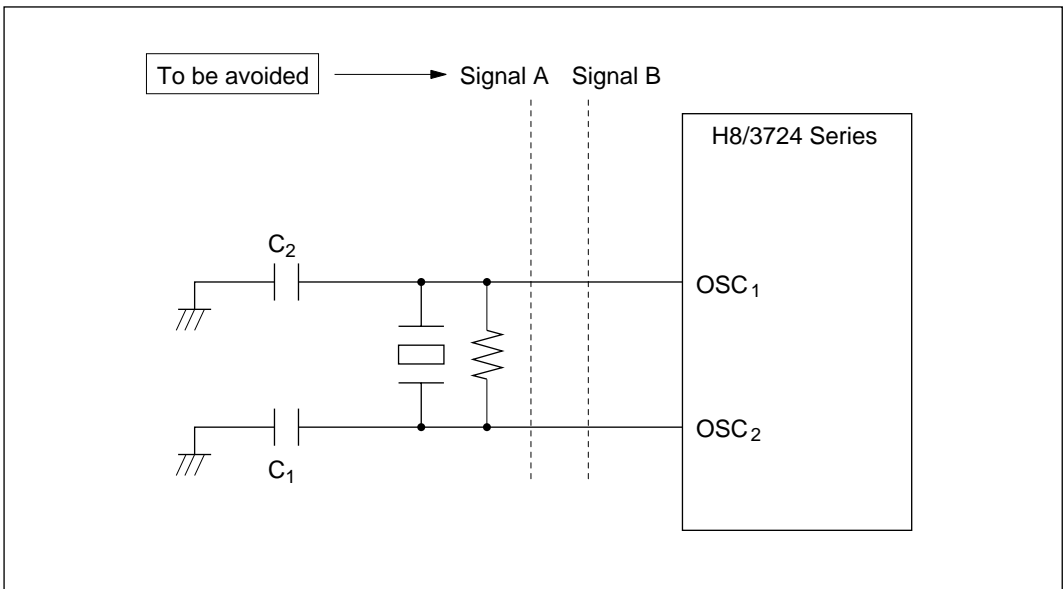 To be avoided
Signal A Signal B
H8/3724 Series
C2
OSC1
OSC2
C1